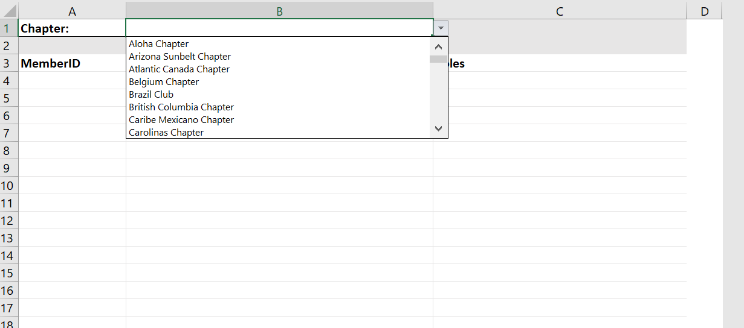 A B C D
1 Chapter:
2 Aloha Chapter
Arizona Sunbelt Chapter
3 MemberID Atlantic Canada Chapter les
4 Belgium Chapter
5 Brazil Club
6 British Columbia Chapter
Caribe Mexicano Chapter
7 Carolinas Chapter
8
9
10
11
12
13
14
15
16
17
18